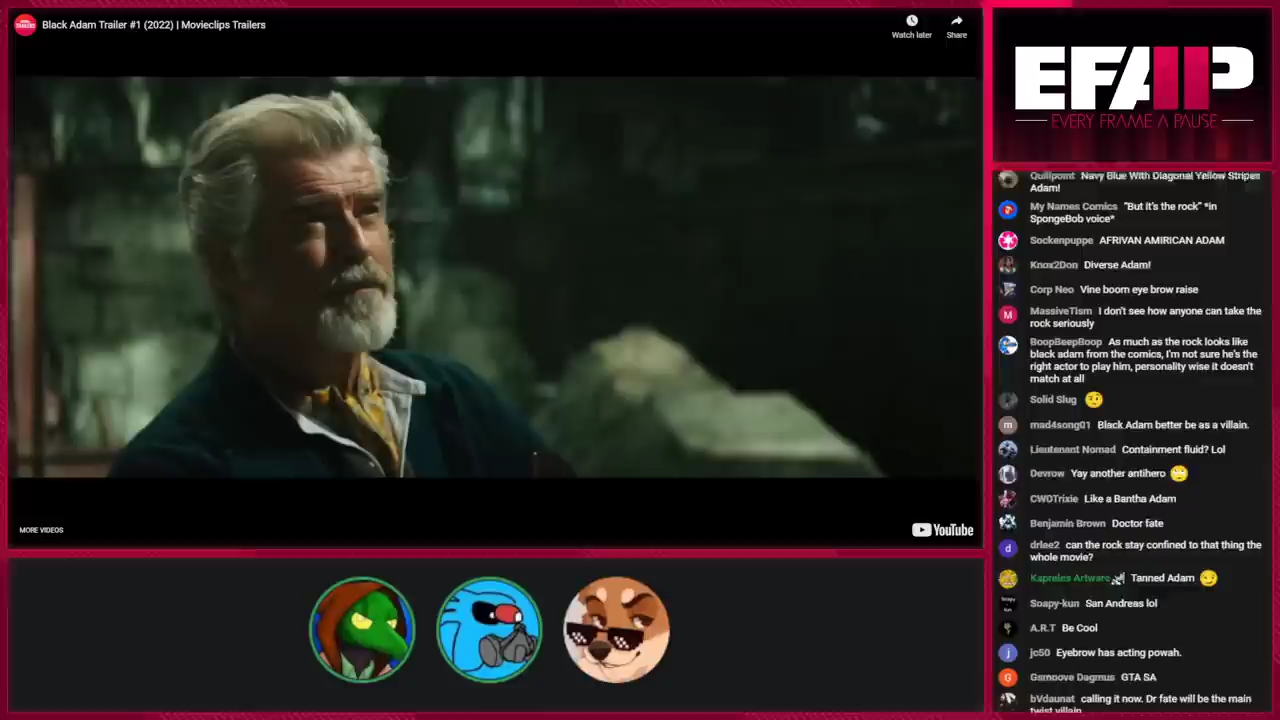 Black Adam Trailer #1 (2022) | Movieclips Trailers
Watch later
Share
MORE VIDEOS
YouTube
EFAP
EVERY FRAME A PAUSE
Quillpoint Navy Blue With Diagonal Yellow Stripes
Adam!
My Names Comics "But it's the rock" *in
SpongeBob voice*
Sockenpuppe AFRIVAN AMIRICAN ADAM
Knox2Don Diverse Adam!
Corp Neo Vine boom eye brow raise
MassiveTism I don't see how anyone can take the
rock seriously
BoopBeepBoop As much as the rock looks like
black adam from the comics, I'm not sure he's the
right actor to play him, personality wise it doesn't
match at all
Solid Slug 🤨
mad4song01 Black Adam better be as a villain.
Lieutenant Nomad Containment fluid? Lol
Devrow Yay another antihero 🙄
CWOTrixie Like a Bantha Adam
Benjamin Brown Doctor fate
drlee2 can the rock stay confined to that thing the
whole movie?
Kapreles Artware Tanned Adam 😏
Soapy-kun San Andreas lol
A.R.T Be Cool
jc50 Eyebrow has acting powah.
Gsmoove Dagmus GTA SA
bVdaunat calling it now. Dr fate will be the main
twist villain